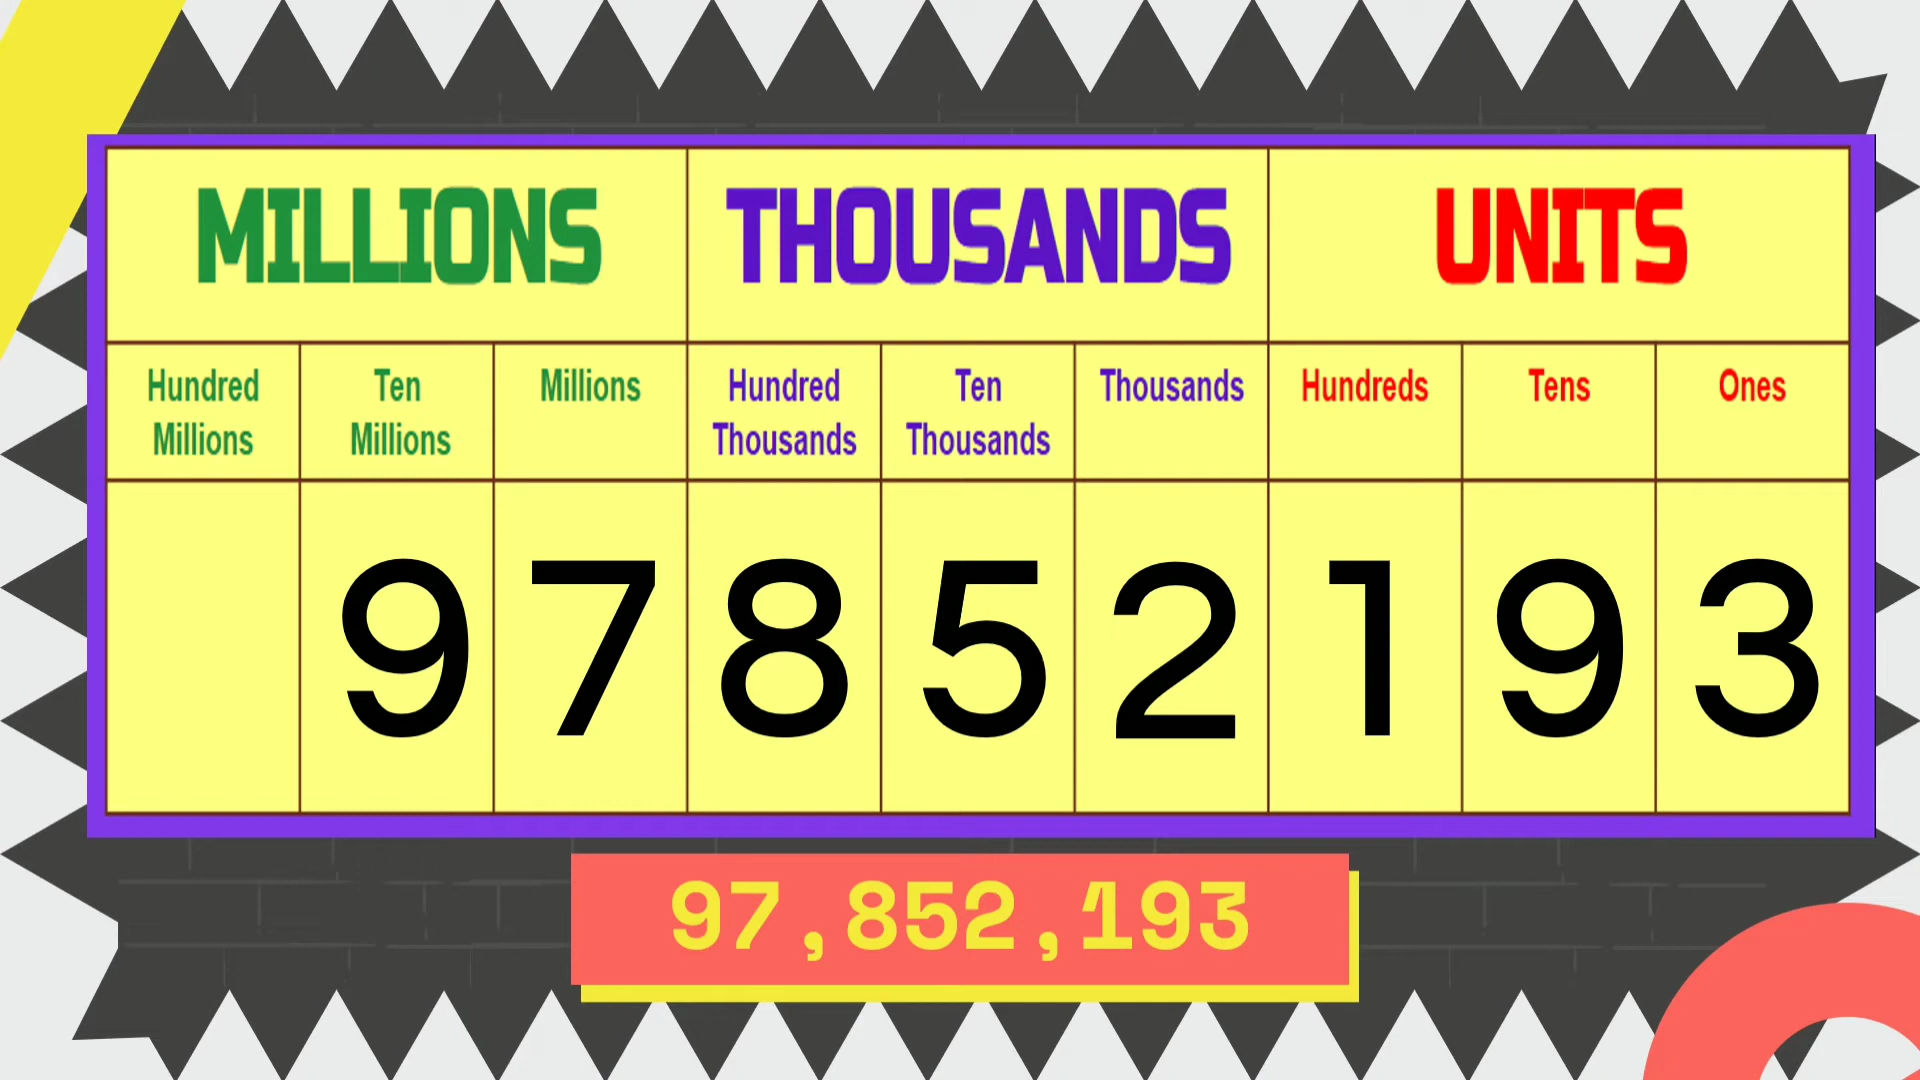 MILLIONS THOUSANDS UNITS
Hundred Millions Ten Millions Millions Hundred Thousands Ten Thousands Thousands Hundreds Tens Ones
9 7 8 5 2 1 9 3
97,852,193